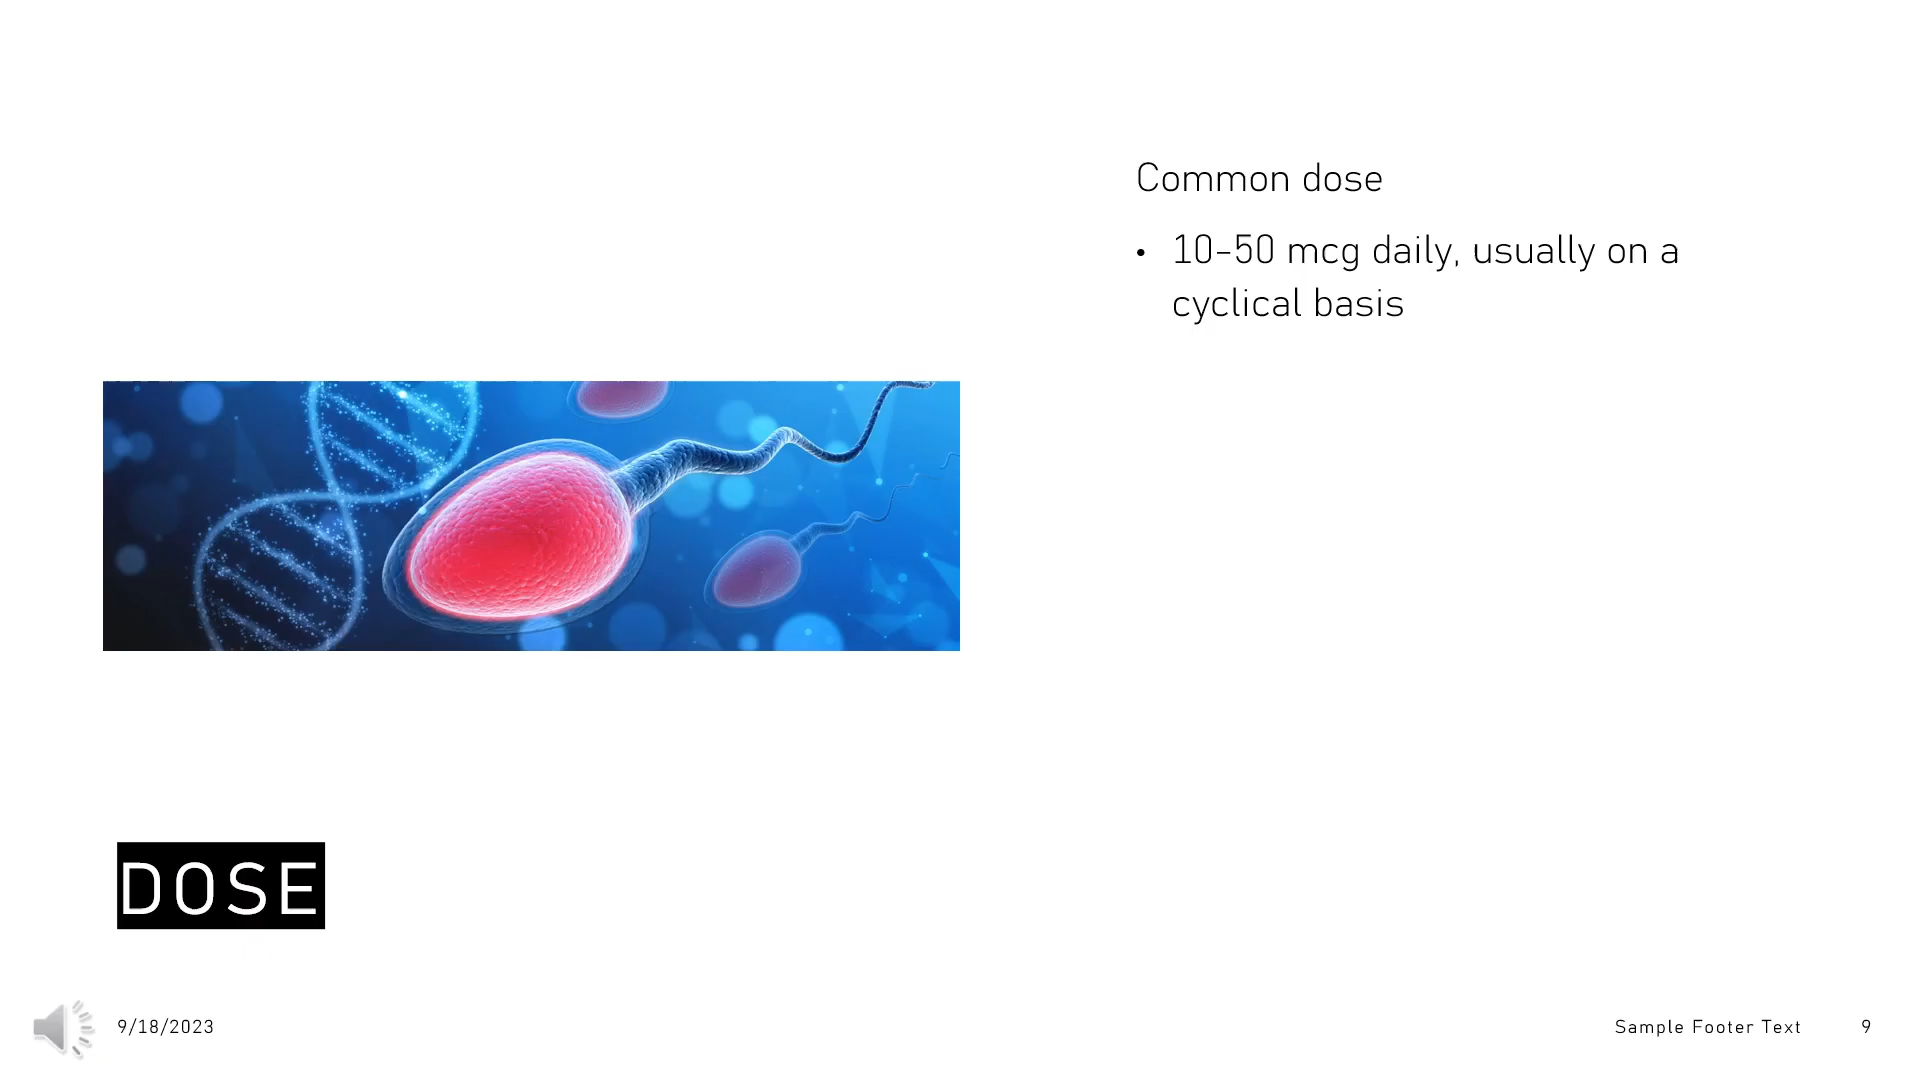 Common dose
• 10-50 mcg daily, usually on a
cyclical basis
DOSE
9/18/2023
Sample Footer Text
9